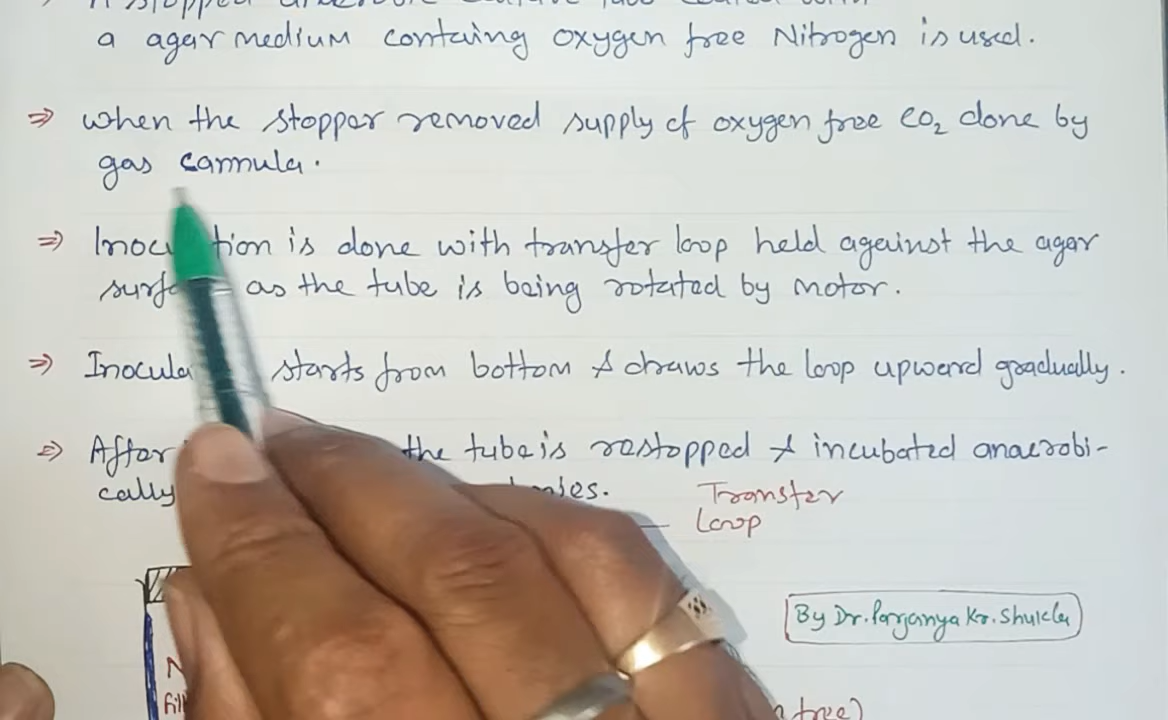 a agar medium containg oxygen free Nitrogen is used.
⇒ when the stopper removed supply of oxygen free CO₂ done by
gas cannula.
⇒ Inocu tion is done with transfer loop held against the agar
surf as the tube is being rotated by motor.
⇒ Inocula starts from bottom & draws the loop upward gradually.
⇒ After the tube is restopped & incubated anaerobi-
cally
Transfer
Loop
By Dr. Parjanya Kr. Shukla
N
free)